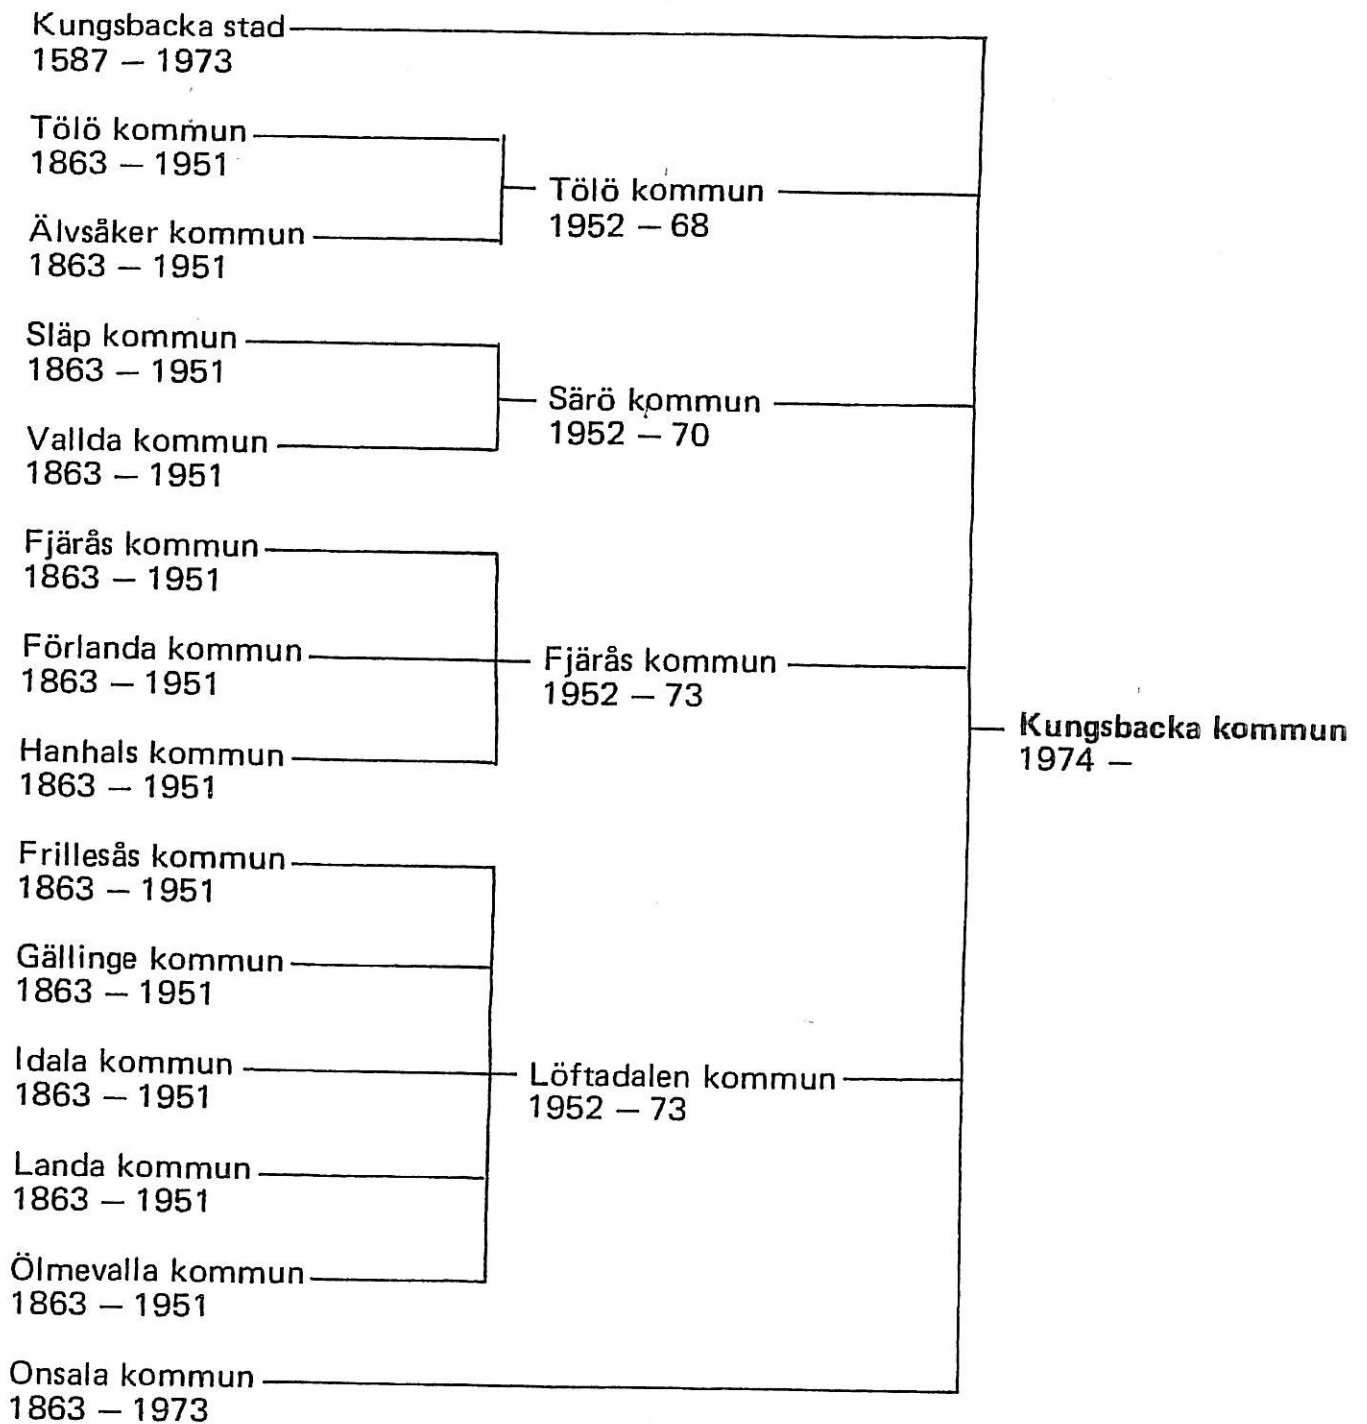 Kungsbacka stad
1587 – 1973
Tölö kommun
1863 – 1951
Älvsåker kommun
1863 – 1951
Tölö kommun
1952 – 68
Släp kommun
1863 – 1951
Vallda kommun
1863 – 1951
Särö kommun
1952 – 70
Fjärås kommun
1863 – 1951
Förlanda kommun
1863 – 1951
Hanhals kommun
1863 – 1951
Fjärås kommun
1952 – 73
Frillesås kommun
1863 – 1951
Gällinge kommun
1863 – 1951
Idala kommun
1863 – 1951
Landa kommun
1863 – 1951
Ölmevalla kommun
1863 – 1951
Löftadalen kommun
1952 – 73
Onsala kommun
1863 – 1973
Kungsbacka kommun
1974 –